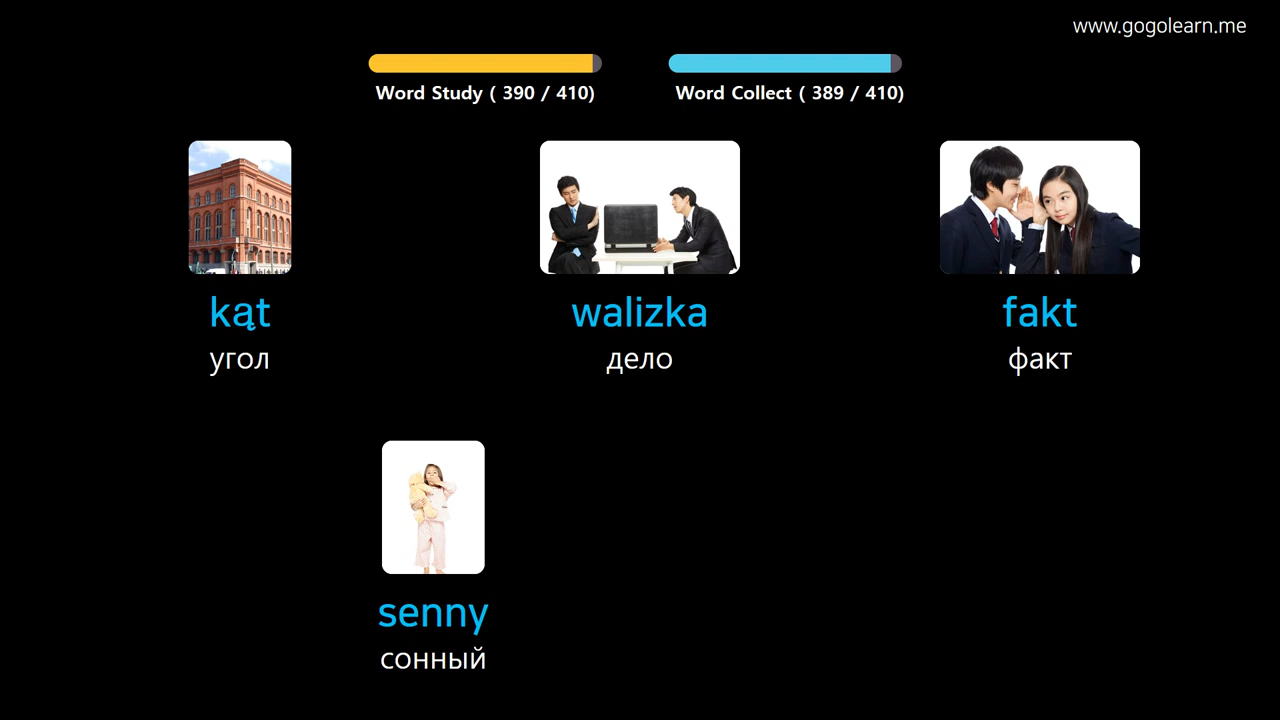 www.gogolearn.me
Word Study ( 390 / 410)
Word Collect ( 389 / 410)
kąt
угол
walizka
дело
fakt
факт
senny
сонный